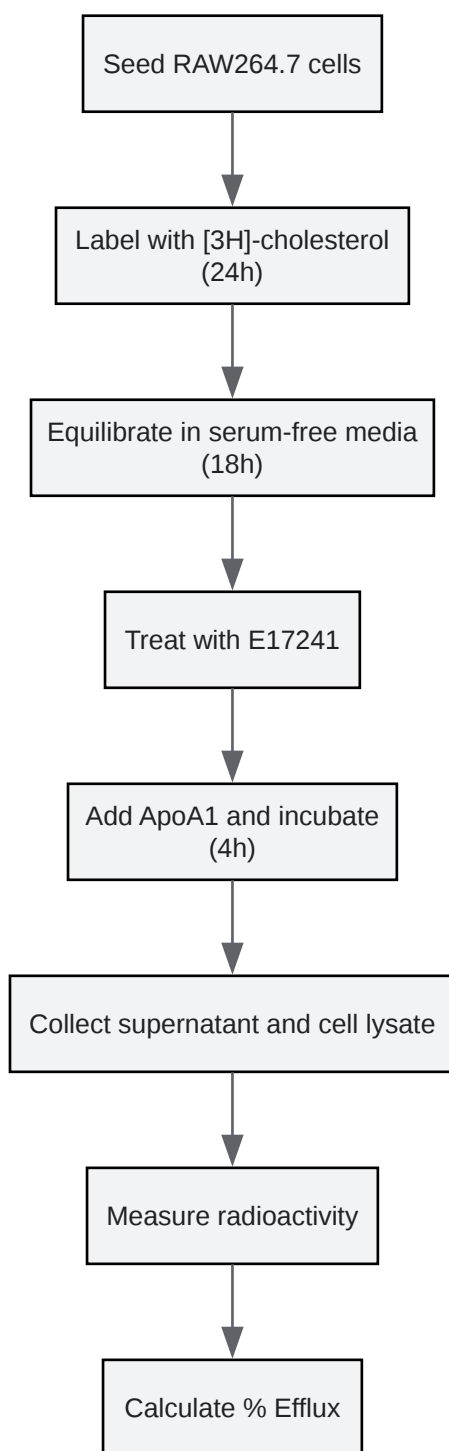 Seed RAW264.7 cells
Label with [3H]-cholesterol
(24h)
Equilibrate in serum-free media
(18h)
Treat with E17241
Add ApoA1 and incubate
(4h)
Collect supernatant and cell lysate
Measure radioactivity
Calculate % Efflux